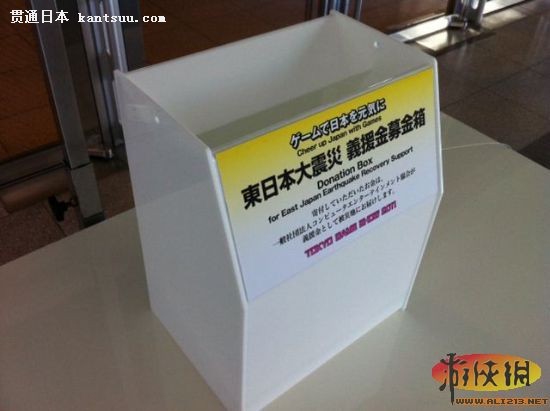 贯通日本 kantsuu.com
ゲームで日本を元気に
Cheer up Japan with Games
東日本大震災 義援金募金箱
Donation Box
for East Japan Earthquake Recovery Support
寄付していただいたお金は、
一般社団法人コンピュータエンターテインメント協会が
義援金として被災地にお届けします。
TOKYO GAME SHOW 2011
游侠網
WWW.ALI213.NET